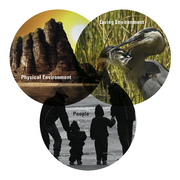 Living Environment
Physical Environment
People